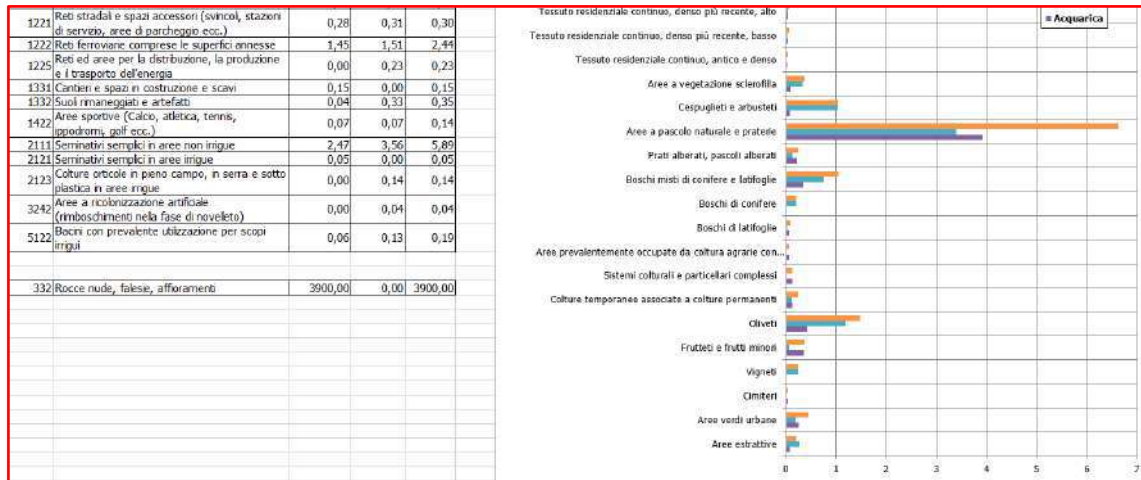 1221 Reti stradali e spazi accessori (svincoli, stazioni di servizio, aree di parcheggio ecc.) 0,28 0,31 0,30
1222 Reti ferroviarie comprese le superfici annesse 1,45 1,51 2,44
1225 Reti ed aree per la distribuzione, la produzione e il trasporto dell'energia 0,00 0,23 0,23
1331 Cantieri e spazi in costruzione e scavi 0,15 0,00 0,15
1332 Suoli rimaneggiati e artefatti 0,04 0,33 0,35
1422 Aree sportive (Calcio, atletica, tennis, ippodromi, golf ecc.) 0,07 0,07 0,14
2111 Seminativi semplici in aree non irrigue 2,47 3,56 5,89
2121 Seminativi semplici in aree irrigue 0,05 0,00 0,05
2123 Colture orticole in pieno campo, in serra e sotto plastica in aree irrigue 0,00 0,14 0,14
3242 Aree a ricolonizzazione artificiale (rimboschimenti nella fase di novelleto) 0,00 0,04 0,04
5122 Bacini con prevalente utilizzazione per scopi irrigui 0,06 0,13 0,19
332 Rocce nude, falesie, affioramenti 3900,00 0,00 3900,00
Tessuto residenziale continuo, denso più recente, alto
Tessuto residenziale continuo, denso più recente, basso
Tessuto residenziale continuo, antico e denso
Aree a vegetazione sclerofilla
Cespuglieti e arbusteti
Aree a pascolo naturale e praterie
Prati alberati, pascoli alberati
Boschi misti di conifere e latifoglie
Boschi di conifere
Boschi di latifoglie
Aree prevalentemente occupate da coltura agrarie con...
Sistemi colturali e particellari complessi
Colture temporanee associate a colture permanenti
Oliveti
Frutteti e frutti minori
Vigneti
Cimiteri
Aree verdi urbane
Aree estrattive
0 1 2 3 4 5 6 7
Acquarica